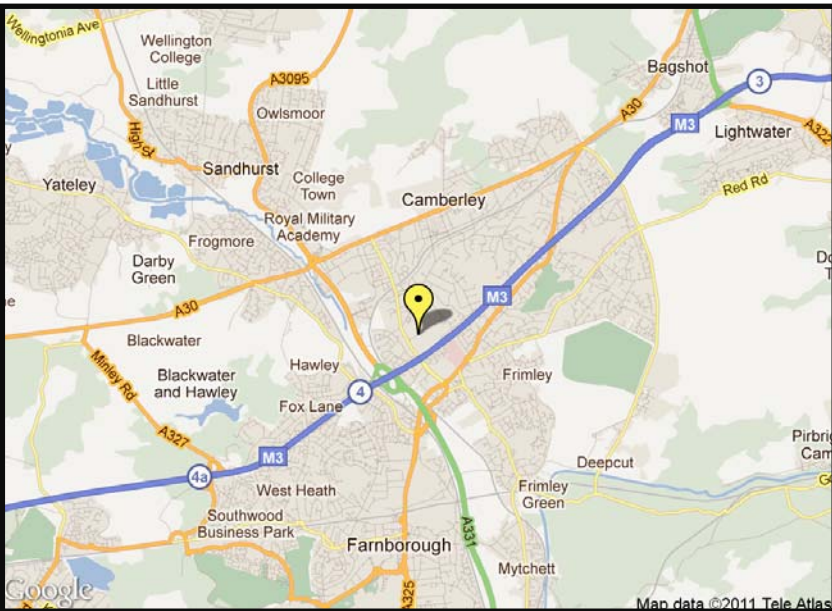 Wellingtonia Ave
Wellington
College
A3095
Bagshot
3
Little
Sandhurst
Owlsmoor
A30
M3
Lightwater
A322
High St
Sandhurst
Yateley
College
Town
Camberley
Red Rd
Royal Military
Academy
Frogmore
Darby
Green
A30
M3
Blackwater
Minley Rd
Hawley
4
Frimley
Blackwater
and Hawley
Fox Lane
A327
M3
4a
Deepcut
West Heath
Frimley
Green
Southwood
Business Park
A331
Farnborough
Mytchett
A325
Google
Map data ©2011 Tele Atlas